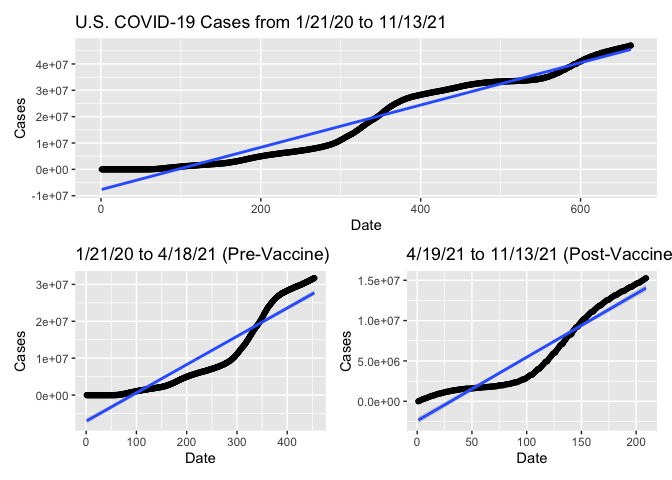 U.S. COVID-19 Cases from 1/21/20 to 11/13/21
Cases
4e+07
3e+07
2e+07
1e+07
0e+00
-1e+07
0 200 400 600
Date
1/21/20 to 4/18/21 (Pre-Vaccine)
Cases
3e+07
2e+07
1e+07
0e+00
0 100 200 300 400
Date
4/19/21 to 11/13/21 (Post-Vaccine
Cases
1.5e+07
1.0e+07
5.0e+06
0.0e+00
0 50 100 150 200
Date